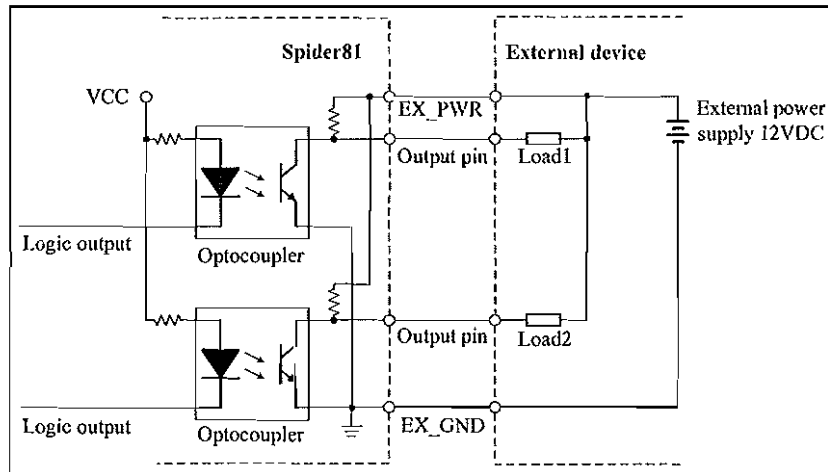 Spider81
External device
VCC
EX_PWR
External power
supply 12VDC
Output pin
Load1
Logic output
Optocoupler
Output pin
Load2
Logic output
Optocoupler
EX_GND